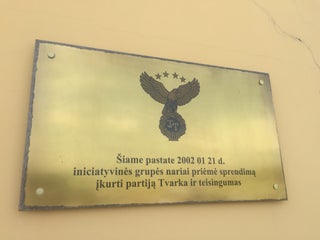 Šiame pastate 2002 01 21 d.
iniciatyvinės grupės nariai priėmė sprendimą
įkurti partiją Tvarka ir teisingumas